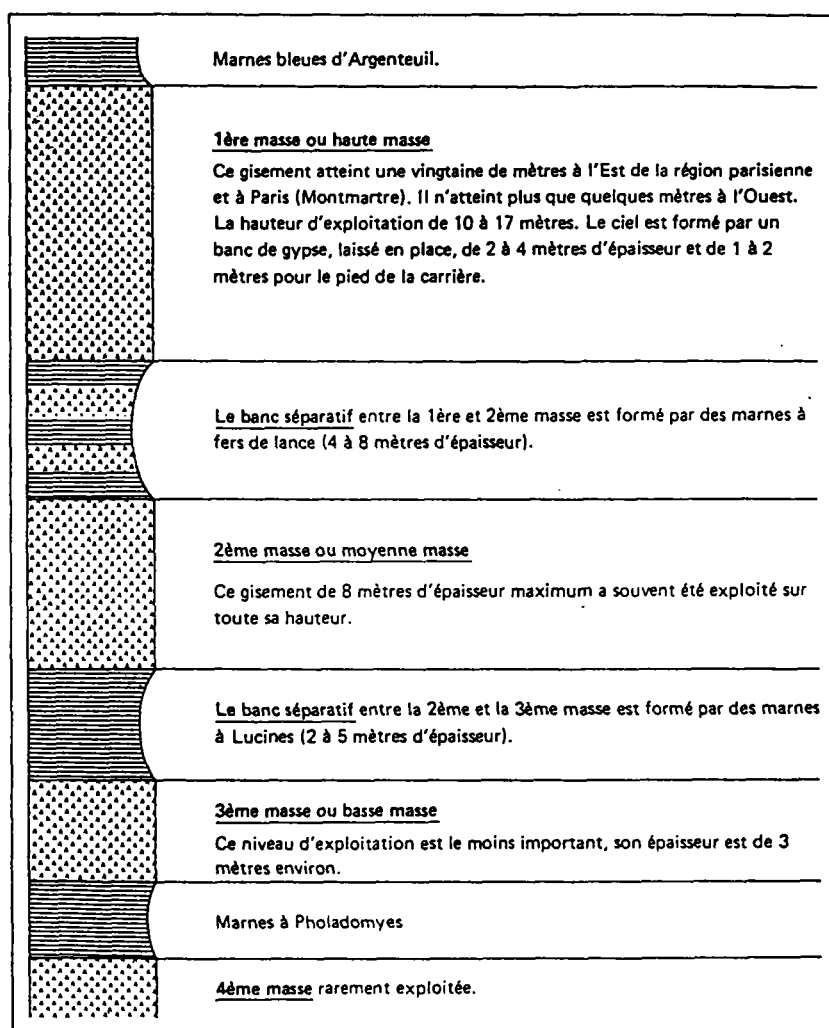 Marnes bleues d'Argenteuil.
1ère masse ou haute masse
Ce gisement atteint une vingtaine de mètres à l'Est de la région parisienne
et à Paris (Montmartre). Il n'atteint plus que quelques mètres à l'Ouest.
La hauteur d'exploitation de 10 à 17 mètres. Le ciel est formé par un
banc de gypse, laissé en place, de 2 à 4 mètres d'épaisseur et de 1 à 2
mètres pour le pied de la carrière.
Le banc séparatif entre la 1ère et 2ème masse est formé par des marnes à
fers de lance (4 à 8 mètres d'épaisseur).
2ème masse ou moyenne masse
Ce gisement de 8 mètres d'épaisseur maximum a souvent été exploité sur
toute sa hauteur.
Le banc séparatif entre la 2ème et la 3ème masse est formé par des marnes
à Lucines (2 à 5 mètres d'épaisseur).
3ème masse ou basse masse
Ce niveau d'exploitation est le moins important, son épaisseur est de 3
mètres environ.
Marnes à Pholadomyes
4ème masse rarement exploitée.